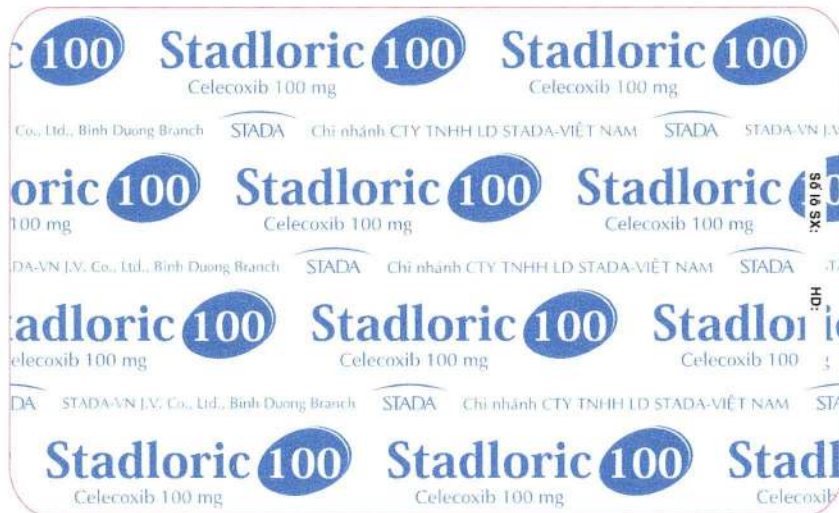 c 100 Stadloric 100 Stadloric 100
Celecoxib 100 mg Celecoxib 100 mg
Co., Ltd., Binh Duong Branch STADA Chi nhánh CTY TNHH LD STADA-VIỆT NAM STADA STADA-VN J.V
oric 100 Stadloric 100 Stadloric
100 mg Celecoxib 100 mg Celecoxib 100 mg
DA-VN J.V. Co., Ltd., Binh Duong Branch STADA Chi nhánh CTY TNHH LD STADA-VIỆT NAM STADA
adloric 100 Stadloric 100 Stadlor
elecoxib 100 mg Celecoxib 100 mg Celecoxib 100
DA STADA-VN J.V. Co., Ltd., Binh Duong Branch STADA Chi nhánh CTY TNHH LD STADA-VIỆT NAM STA
Stadloric 100 Stadloric 100 Stadl
Celecoxib 100 mg Celecoxib 100 mg Celecoxib
Số lô SX: HD: